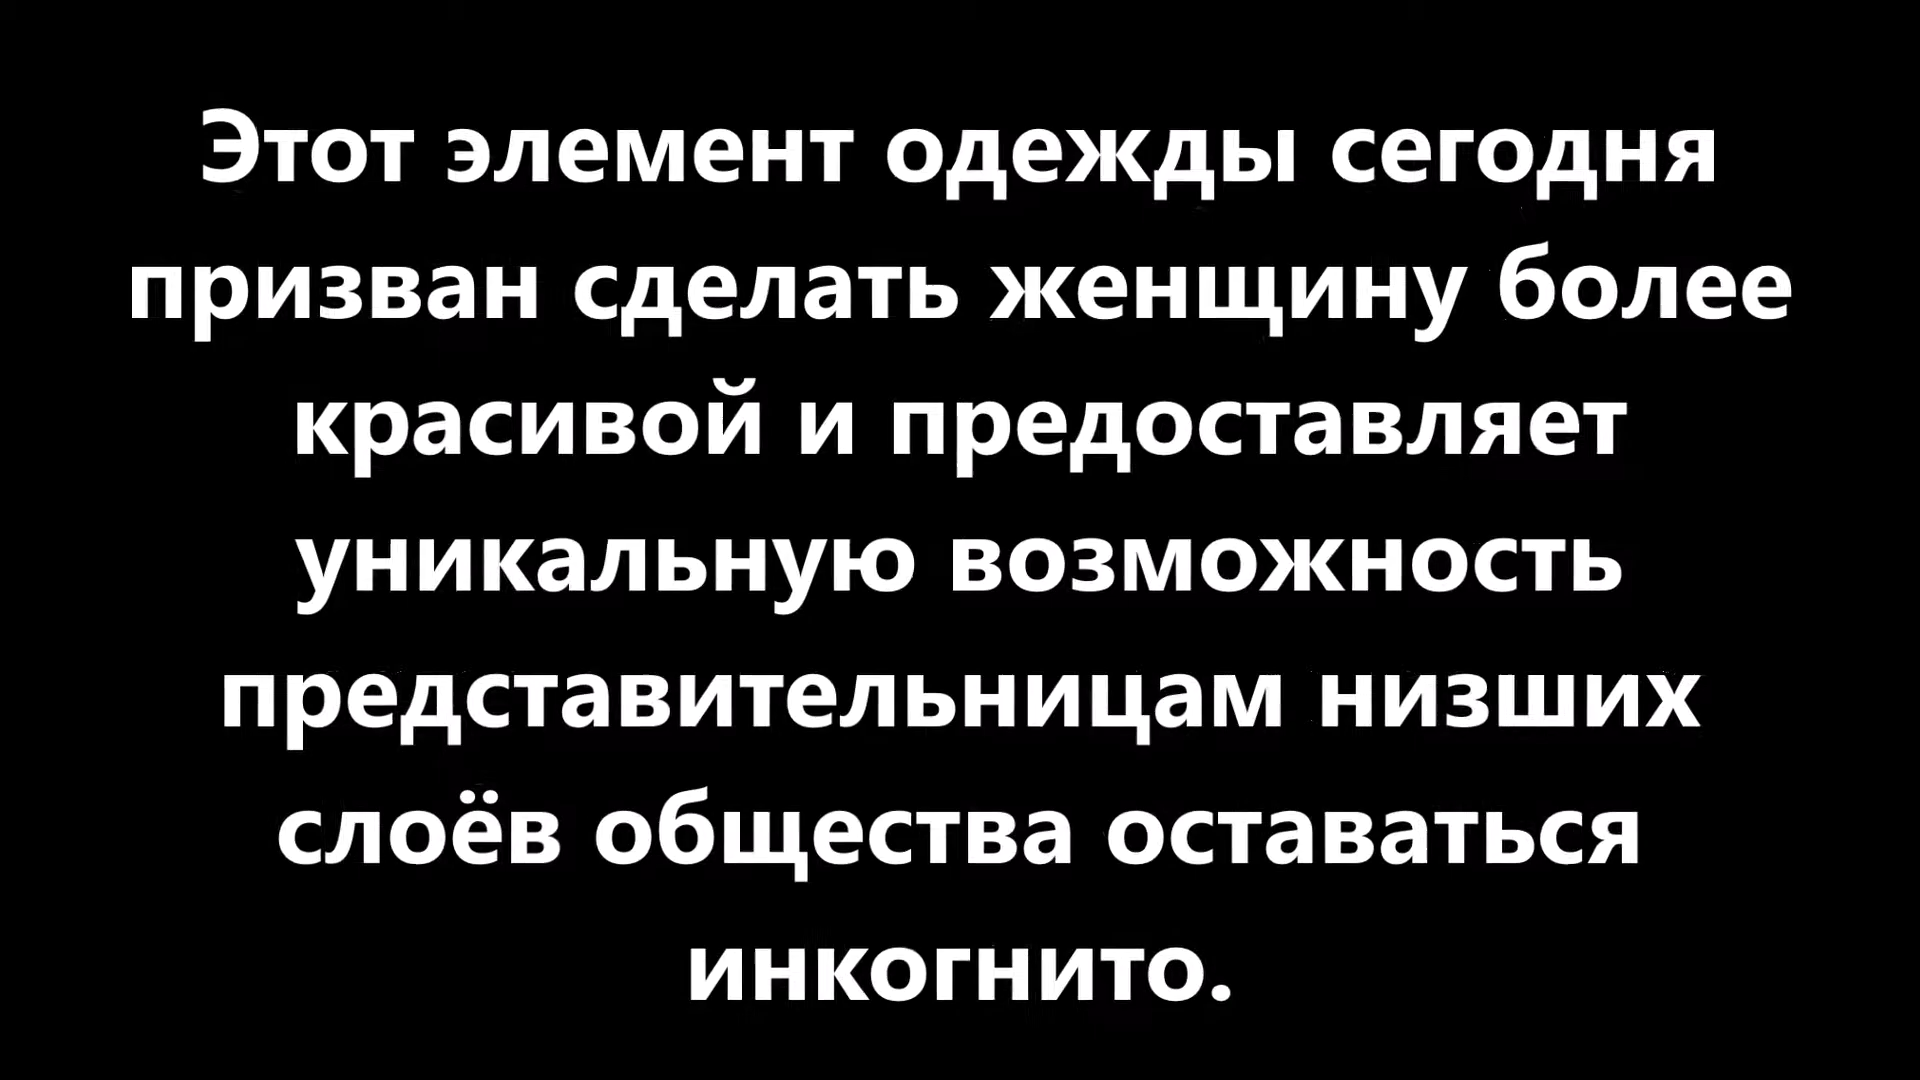 Этот элемент одежды сегодня
призван сделать женщину более
красивой и предоставляет
уникальную возможность
представительницам низших
слоёв общества оставаться
инкогнито.